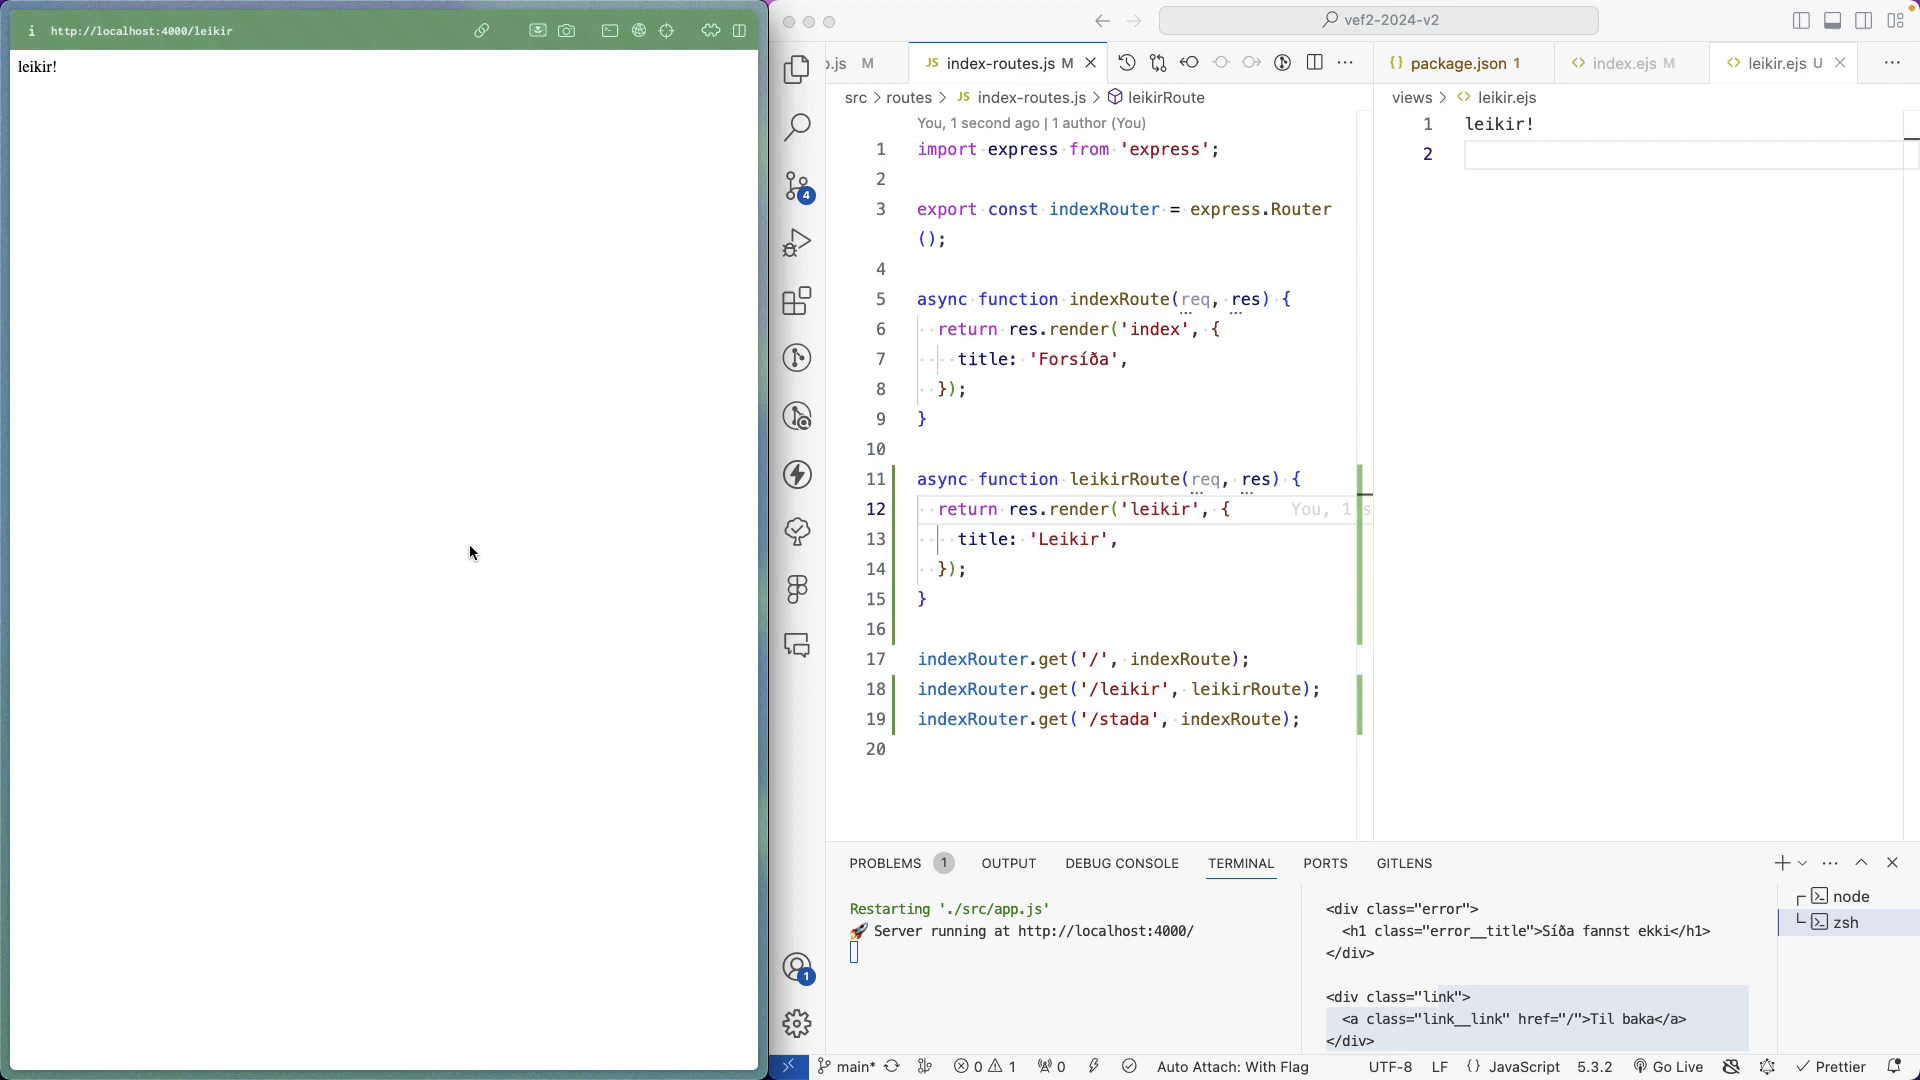 i http://localhost:4000/leikir
leikir!
vef2-2024-v2
.js M
JS index-routes.js M
package.json 1
index.ejs M
leikir.ejs U
src > routes > JS index-routes.js > leikirRoute
views > leikir.ejs
You, 1 second ago | 1 author (You)
1 import express from 'express';
2
3 export const indexRouter = express.Router
();
4
5 async function indexRoute(req, res) {
6 return res.render('index', {
7 title: 'Forsíða',
8 });
9 }
10
11 async function leikirRoute(req, res) {
12 return res.render('leikir', { You, 1 s
13 title: 'Leikir',
14 });
15 }
16
17 indexRouter.get('/', indexRoute);
18 indexRouter.get('/leikir', leikirRoute);
19 indexRouter.get('/stada', indexRoute);
20
1 leikir!
2
4
1
PROBLEMS 1 OUTPUT DEBUG CONSOLE TERMINAL PORTS GITLENS
Restarting './src/app.js'
🚀 Server running at http://localhost:4000/
<div class="error">
<h1 class="error__title">Síða fannst ekki</h1>
</div>
<div class="link">
<a class="link__link" href="/">Til baka</a>
</div>
node
zsh
main* 0 1 0 Auto Attach: With Flag UTF-8 LF {} JavaScript 5.3.2 Go Live Prettier